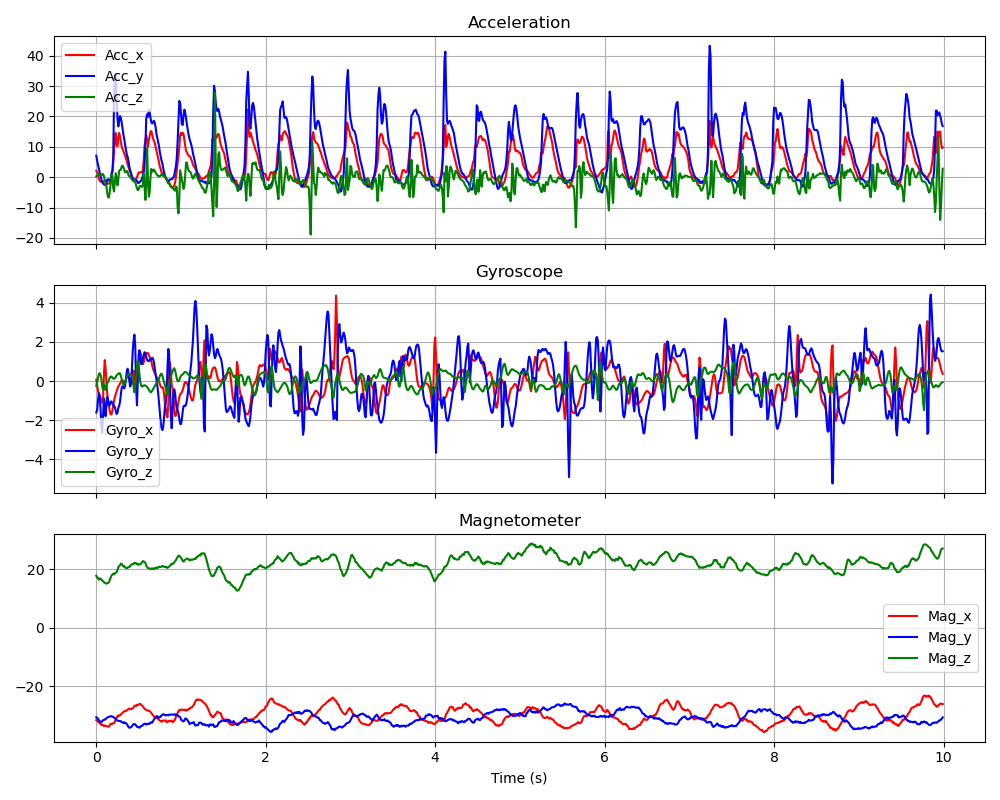 Acceleration
40
30
20
10
0
−10
−20
Acc_x
Acc_y
Acc_z
Gyroscope
4
2
0
−2
−4
Gyro_x
Gyro_y
Gyro_z
Magnetometer
20
0
−20
Mag_x
Mag_y
Mag_z
0 2 4 6 8 10
Time (s)